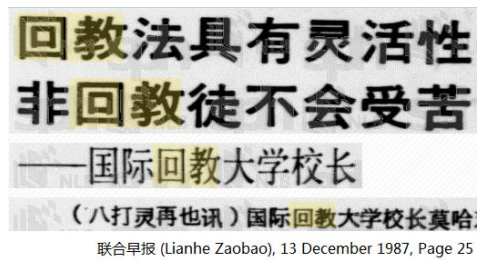 回教法具有灵活性
非回教徒不会受苦
——国际回教大学校长
（八打灵再也讯）国际回教大学校长莫哈
联合早报 (Lianhe Zaobao), 13 December 1987, Page 25